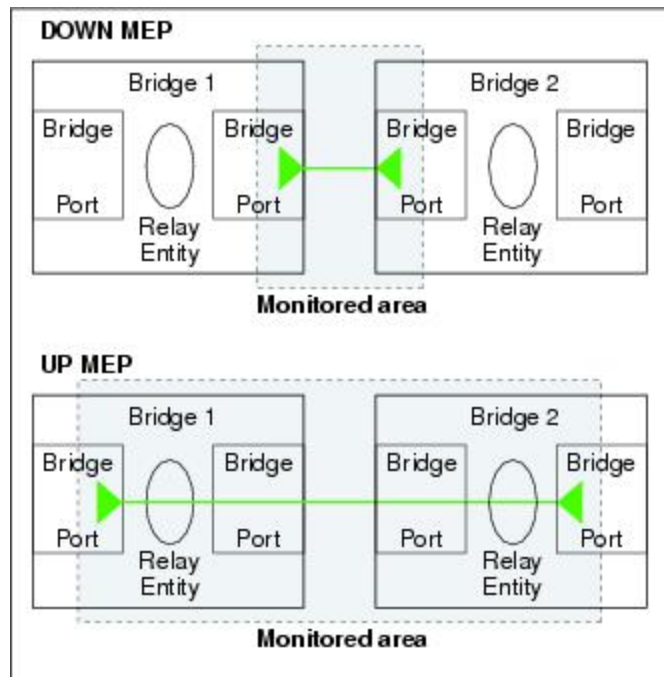 DOWN MEP
Bridge 1
Bridge 2
Bridge
Bridge
Bridge
Bridge
Port
Port
Port
Port
Relay
Entity
Relay
Entity
Monitored area
UP MEP
Bridge 1
Bridge 2
Bridge
Bridge
Bridge
Bridge
Port
Port
Port
Port
Relay
Entity
Relay
Entity
Monitored area